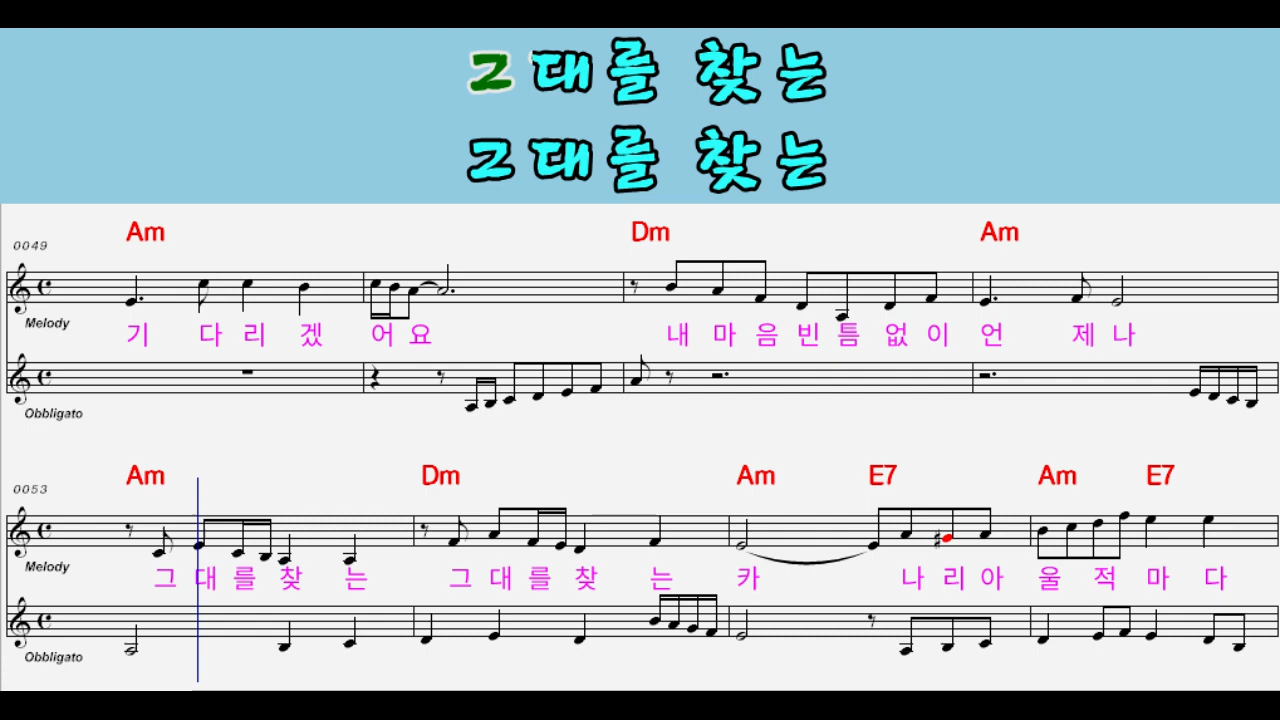 그대를 찾는
그대를 찾는
Am Dm Am
0049
Melody
기 다 리 겠 어 요 내 마 음 빈 틈 없 이 언 제 나
Obbligato
Am Dm Am E7 Am E7
0053
Melody
그 대 를 찾 는 그 대 를 찾 는 카 나 리 아 울 적 마 다
Obbligato